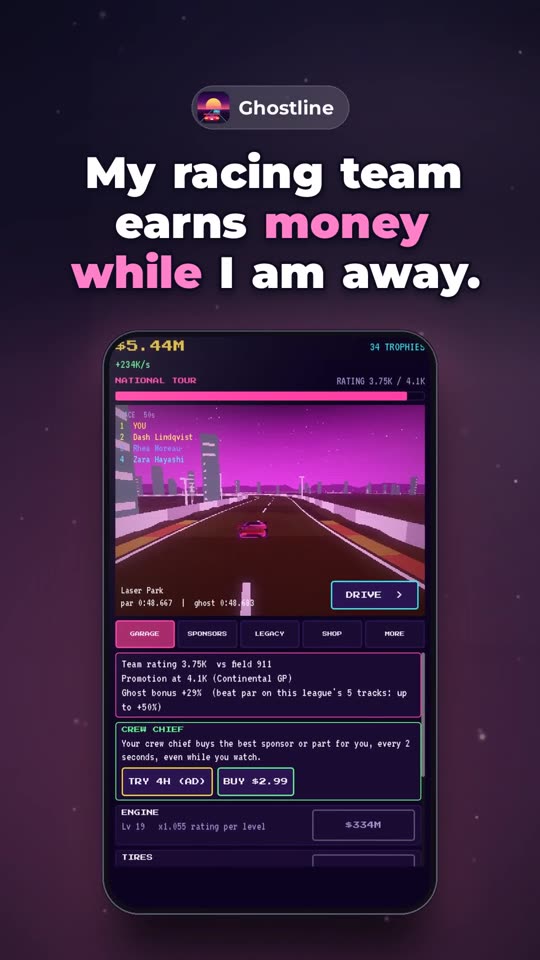 Ghostline
My racing team
earns money
while I am away.
$5.44M
34 TROPHIES
+234K/s
NATIONAL TOUR
RATING 3.75K / 4.1K
50s
1 YOU
2 Dash Lindqvist
Rhea Moreau
4 Zara Hayashi
Laser Park
par 0:48.667 | ghost 0:48.683
DRIVE >
GARAGE
SPONSORS
LEGACY
SHOP
MORE
Team rating 3.75K vs field 911
Promotion at 4.1K (Continental GP)
Ghost bonus +29% (beat par on this league's 5 tracks: up
to +50%)
CREW CHIEF
Your crew chief buys the best sponsor or part for you, every 2
seconds, even while you watch.
TRY 4H (AD)
BUY $2.99
ENGINE
Lv 19 x1.055 rating per level
$334M
TIRES